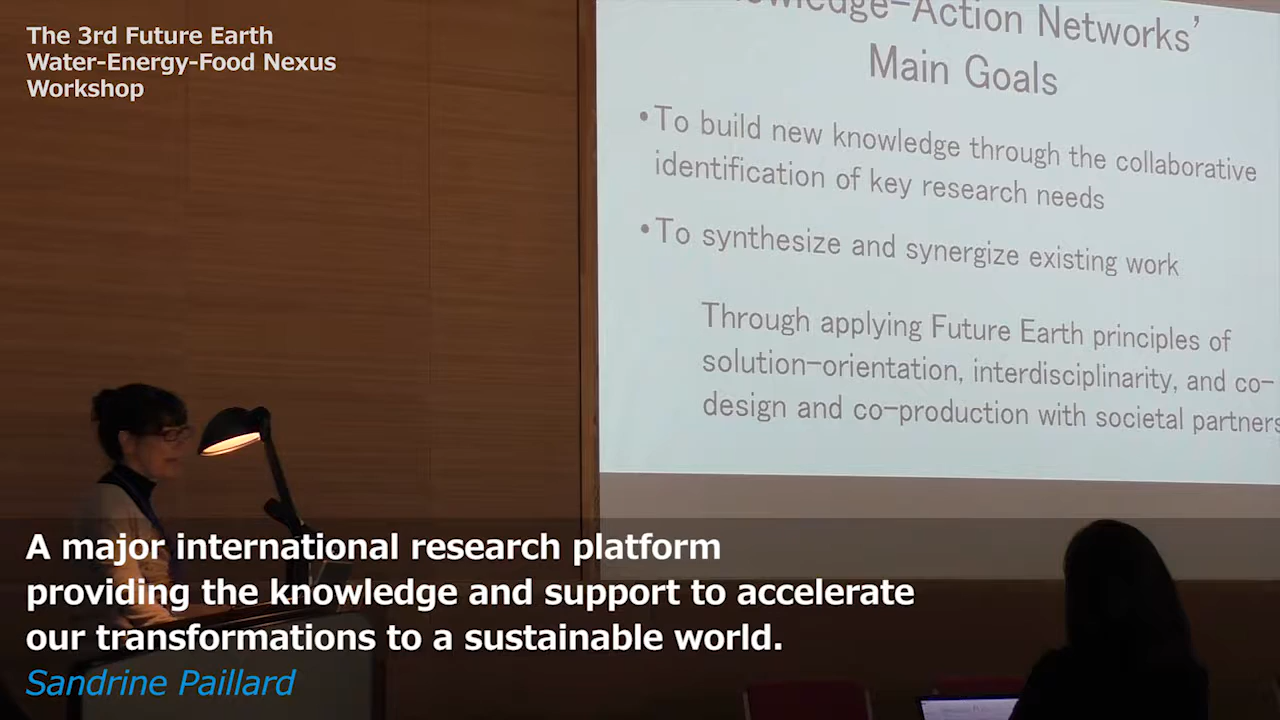 The 3rd Future Earth
Water-Energy-Food Nexus
Workshop
Knowledge-Action Networks'
Main Goals
•To build new knowledge through the collaborative
identification of key research needs
•To synthesize and synergize existing work
Through applying Future Earth principles of
solution-orientation, interdisciplinarity, and co-
design and co-production with societal partners
A major international research platform
providing the knowledge and support to accelerate
our transformations to a sustainable world.
Sandrine Paillard